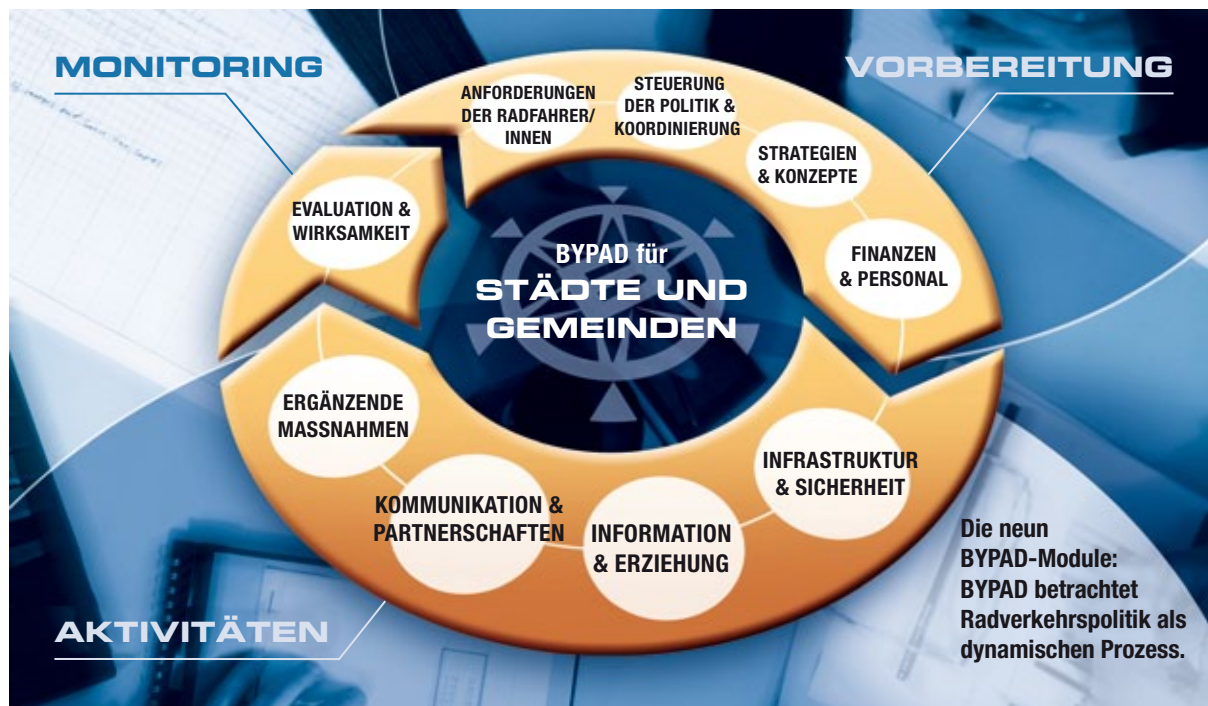 MONITORING
VORBEREITUNG
ANFORDERUNGEN
DER RADFAHRER/
INNEN
STEUERUNG
DER POLITIK &
KOORDINIERUNG
STRATEGIEN
& KONZEPTE
FINANZEN
& PERSONAL
EVALUATION &
WIRKSAMKEIT
BYPAD für
STÄDTE UND
GEMEINDEN
ERGÄNZENDE
MASSNAHMEN
KOMMUNIKATION &
PARTNERSCHAFTEN
INFORMATION
& ERZIEHUNG
INFRASTRUKTUR
& SICHERHEIT
AKTIVITÄTEN
Die neun
BYPAD-Module:
BYPAD betrachtet
Radverkehrspolitik als
dynamischen Prozess.